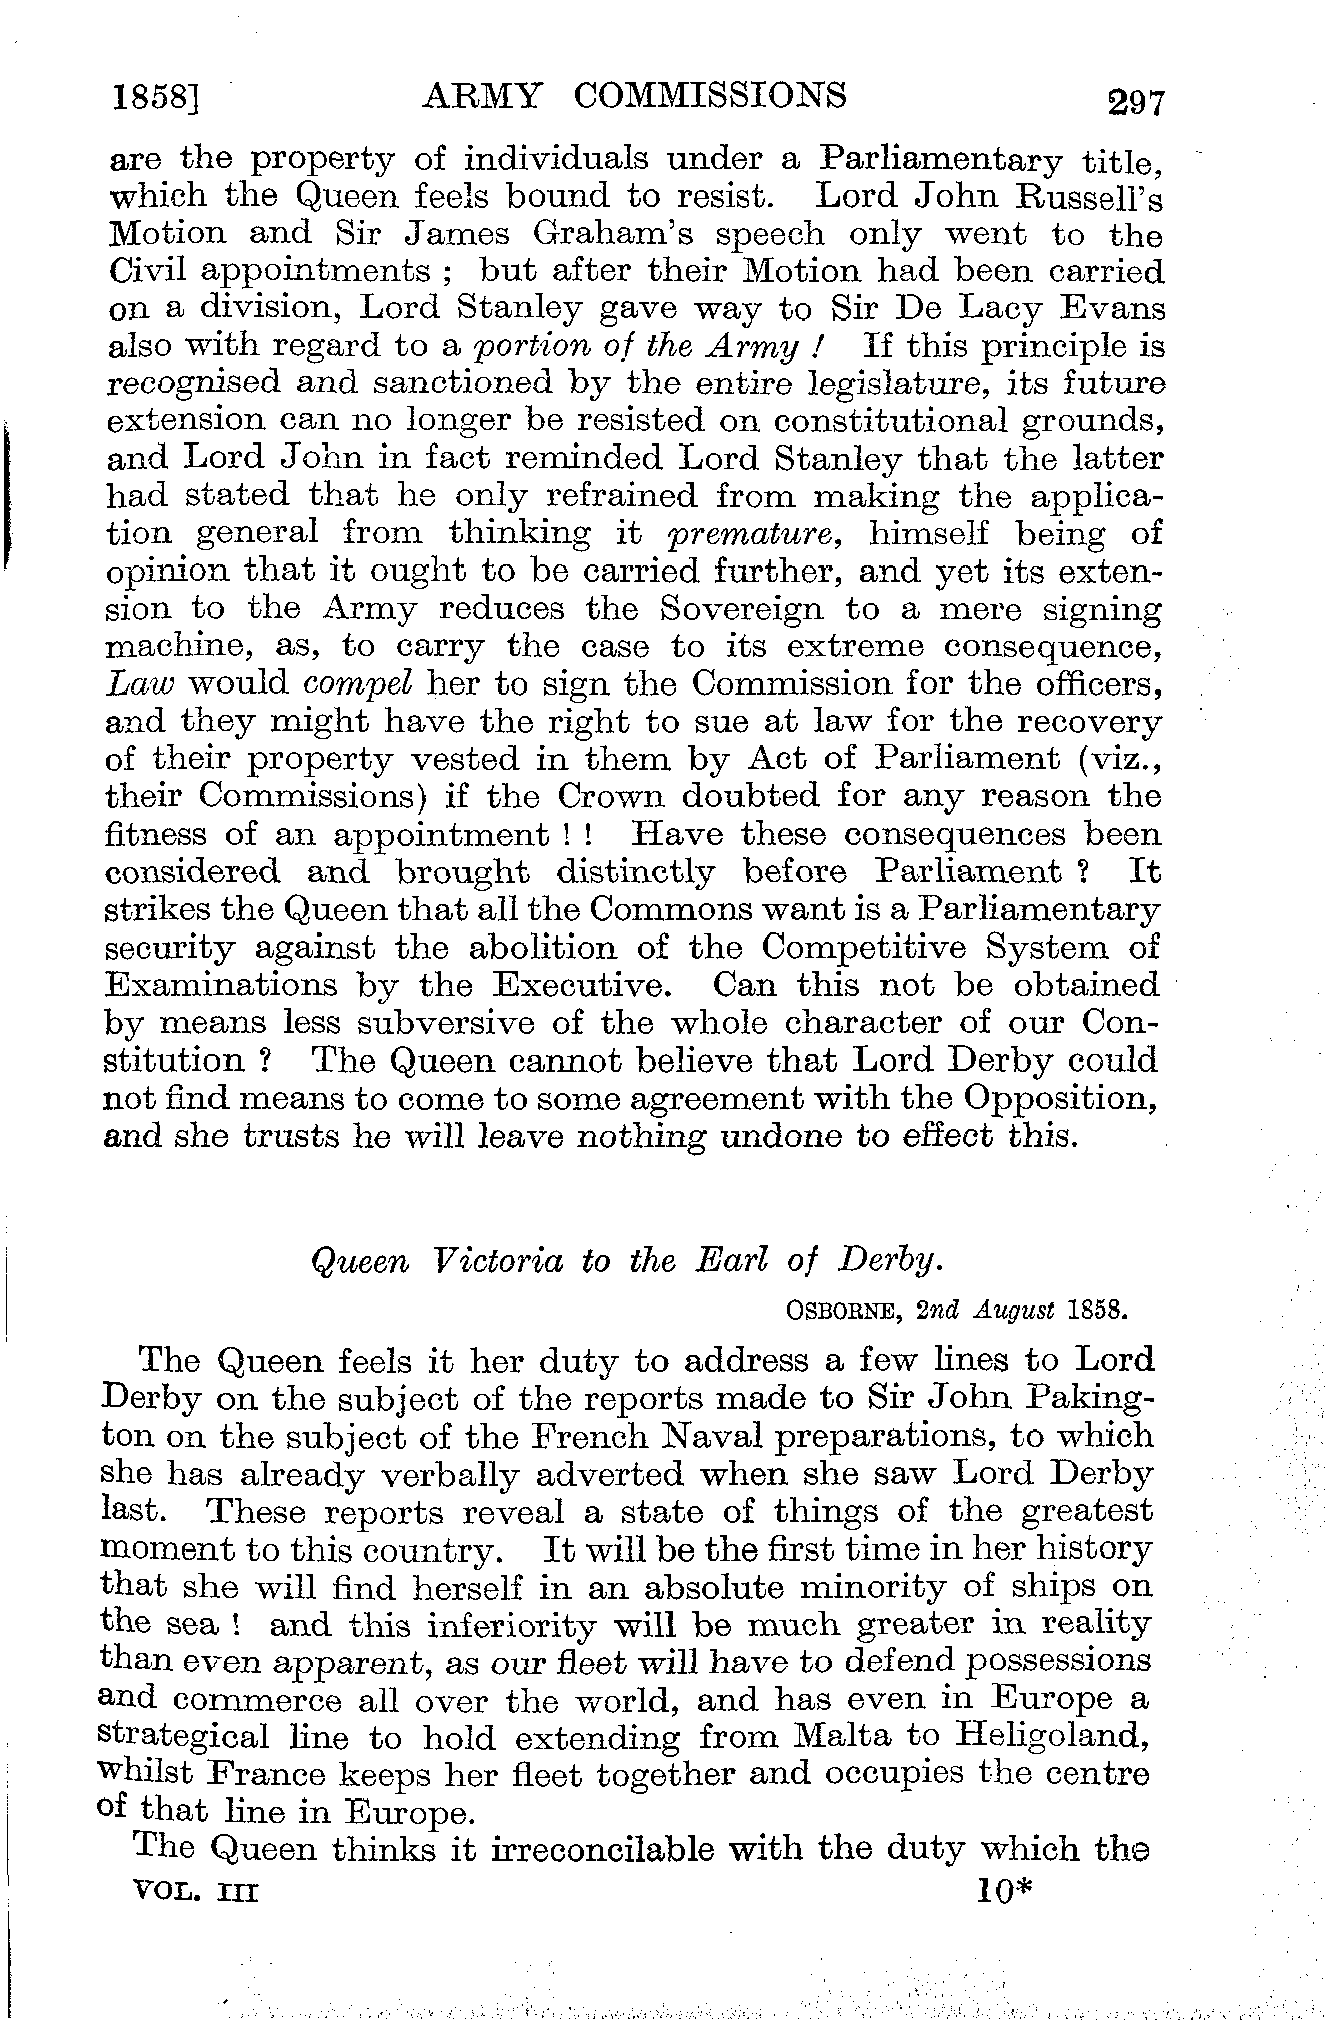 1858] ARMY COMMISSIONS 297
are the property of individuals under a Parliamentary title,
which the Queen feels bound to resist. Lord John Russell's
Motion and Sir James Graham's speech only went to the
Civil appointments ; but after their Motion had been carried
on a division, Lord Stanley gave way to Sir De Lacy Evans
also with regard to a portion of the Army ! If this principle is
recognised and sanctioned by the entire legislature, its future
extension can no longer be resisted on constitutional grounds,
and Lord John in fact reminded Lord Stanley that the latter
had stated that he only refrained from making the applica-
tion general from thinking it premature, himself being of
opinion that it ought to be carried further, and yet its exten-
sion to the Army reduces the Sovereign to a mere signing
machine, as, to carry the case to its extreme consequence,
Law would compel her to sign the Commission for the officers,
and they might have the right to sue at law for the recovery
of their property vested in them by Act of Parliament (viz.,
their Commissions) if the Crown doubted for any reason the
fitness of an appointment ! ! Have these consequences been
considered and brought distinctly before Parliament ? It
strikes the Queen that all the Commons want is a Parliamentary
security against the abolition of the Competitive System of
Examinations by the Executive. Can this not be obtained
by means less subversive of the whole character of our Con-
stitution ? The Queen cannot believe that Lord Derby could
not find means to come to some agreement with the Opposition,
and she trusts he will leave nothing undone to effect this.
Queen Victoria to the Earl of Derby.
OSBORNE, 2nd August 1858.
The Queen feels it her duty to address a few lines to Lord
Derby on the subject of the reports made to Sir John Paking-
ton on the subject of the French Naval preparations, to which
she has already verbally adverted when she saw Lord Derby
last. These reports reveal a state of things of the greatest
moment to this country. It will be the first time in her history
that she will find herself in an absolute minority of ships on
the sea ! and this inferiority will be much greater in reality
than even apparent, as our fleet will have to defend possessions
and commerce all over the world, and has even in Europe a
strategical line to hold extending from Malta to Heligoland,
whilst France keeps her fleet together and occupies the centre
of that line in Europe.
The Queen thinks it irreconcilable with the duty which the
VOL. III 10*